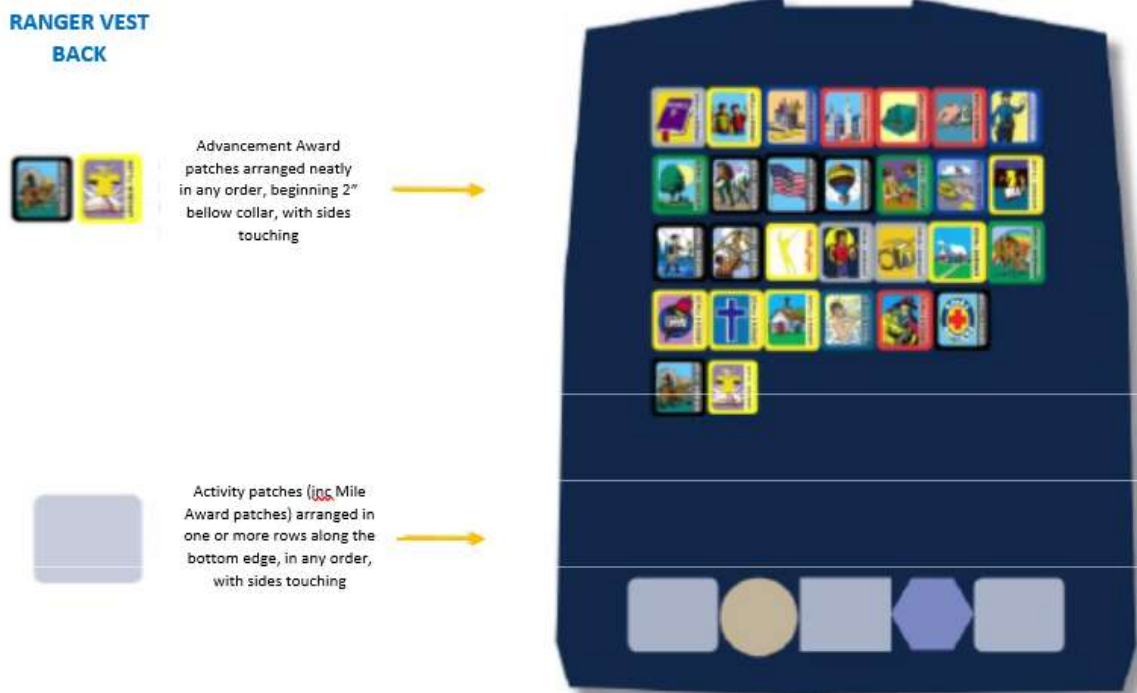 RANGER VEST
BACK
Advancement Award
patches arranged neatly
in any order, beginning 2”
bellow collar, with sides
touching
Activity patches (inc Mile
Award patches) arranged in
one or more rows along the
bottom edge, in any order,
with sides touching